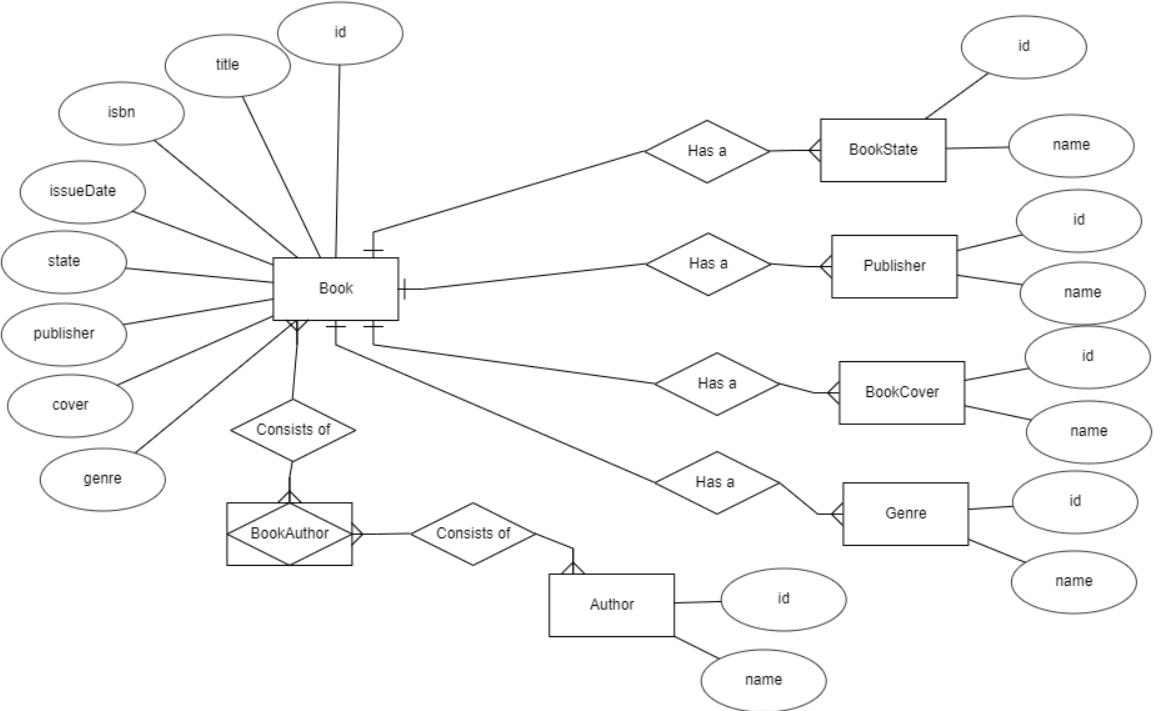 id
title
isbn
issueDate
state
publisher
cover
genre
Book
Has a
BookState
id
name
Has a
Publisher
id
name
Has a
BookCover
id
name
Has a
Genre
id
name
Consists of
BookAuthor
Consists of
Author
id
name